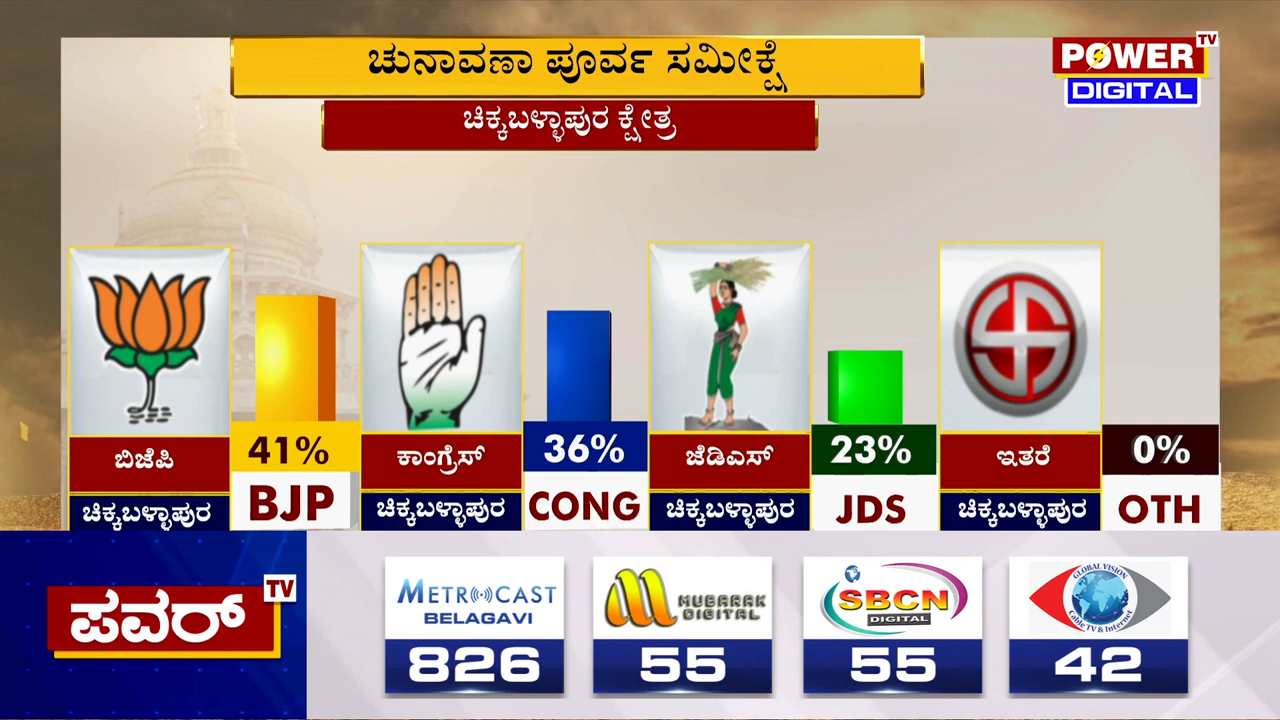 ಚುನಾವಣಾ ಪೂರ್ವ ಸಮೀಕ್ಷೆ
POWER TV
DIGITAL
ಚಿಕ್ಕಬಳ್ಳಾಪುರ ಕ್ಷೇತ್ರ
ಬಿಜೆಪಿ
41%
ಕಾಂಗ್ರೆಸ್
36%
ಜೆಡಿಎಸ್
23%
ಇತರೆ
0%
ಚಿಕ್ಕಬಳ್ಳಾಪುರ
BJP
ಚಿಕ್ಕಬಳ್ಳಾಪುರ
CONG
ಚಿಕ್ಕಬಳ್ಳಾಪುರ
JDS
ಚಿಕ್ಕಬಳ್ಳಾಪುರ
OTH
ಪವರ್ TV
METROCAST
BELAGAVI
826
MUBARAK
DIGITAL
55
SBCN
DIGITAL
55
GLOBAL VISION
Cable TV & Internet
42